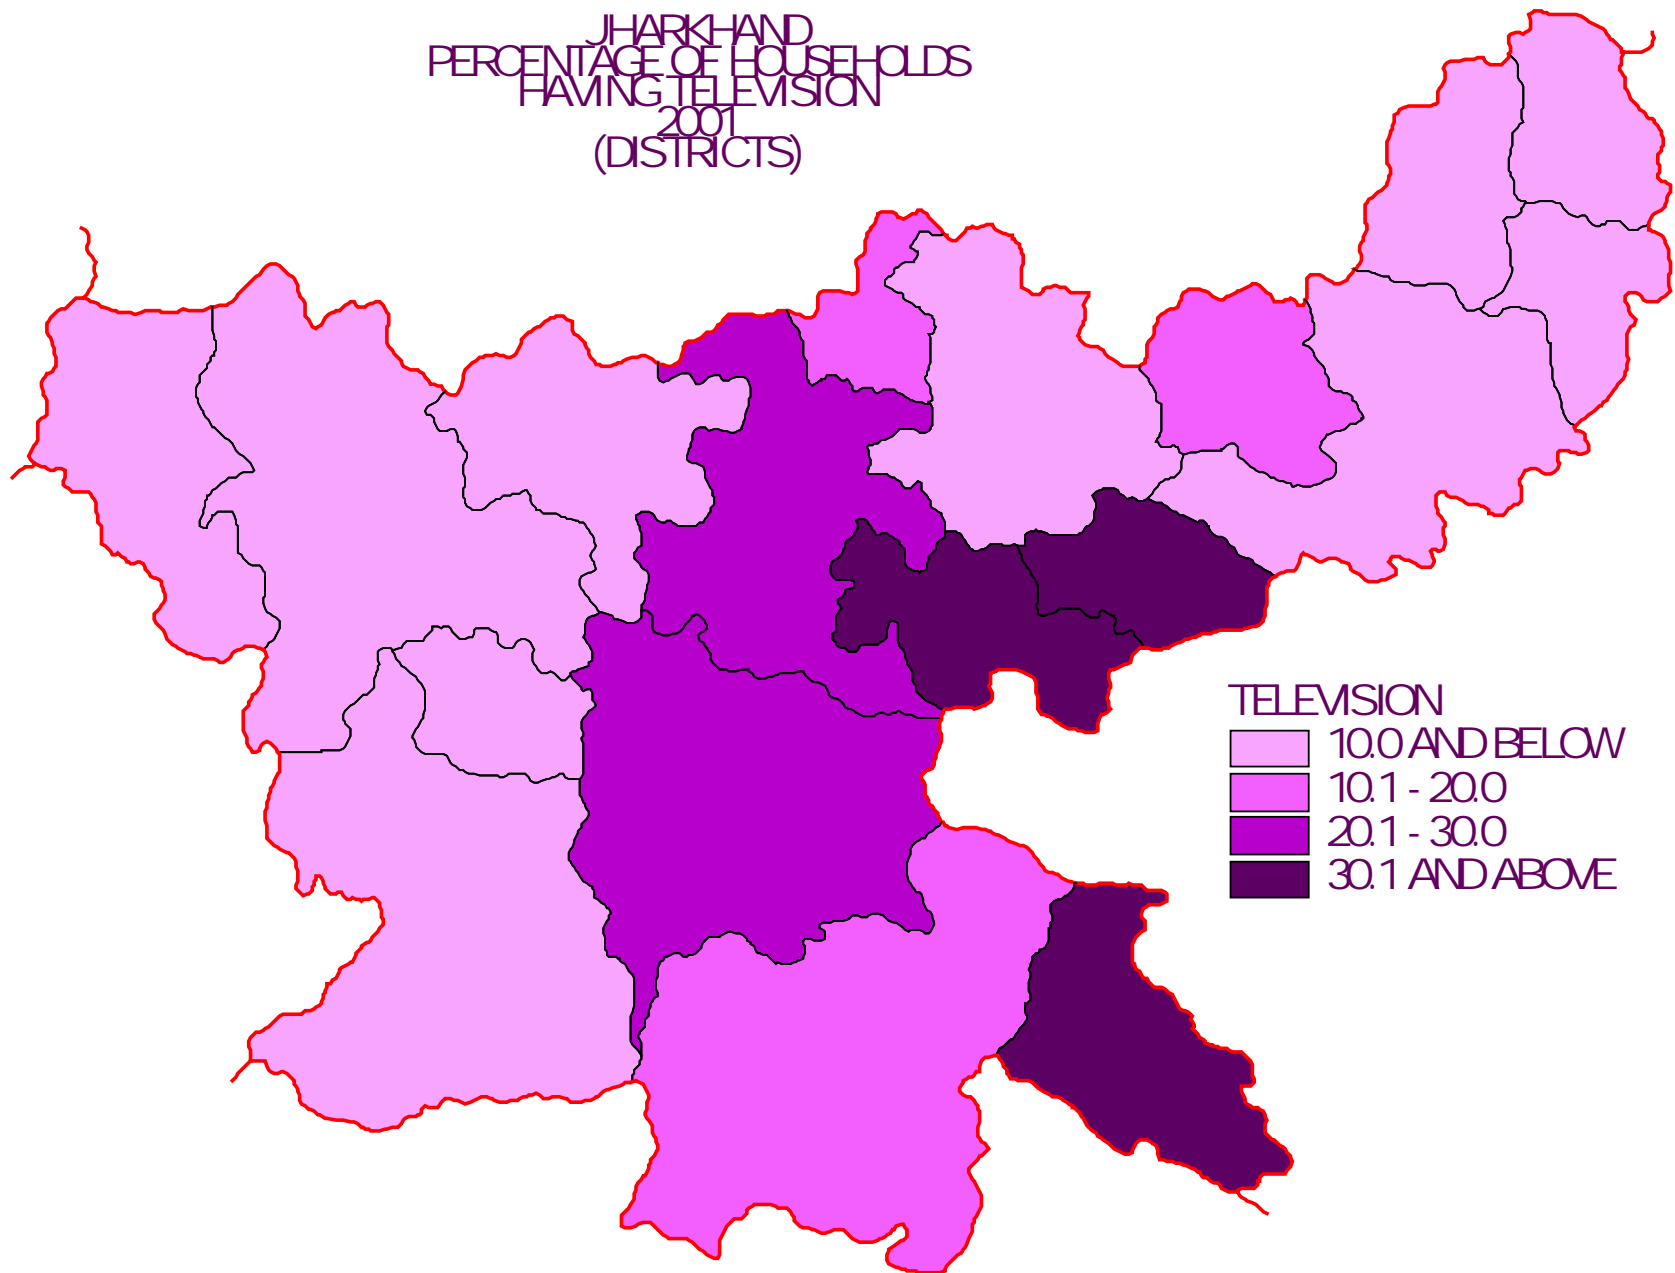 JHARKHAND
PERCENTAGE OF HOUSEHOLDS
HAVING TELEVISION
2001
(DISTRICTS)
TELEVISION
10.0 AND BELOW
10.1 - 20.0
20.1 - 30.0
30.1 AND ABOVE